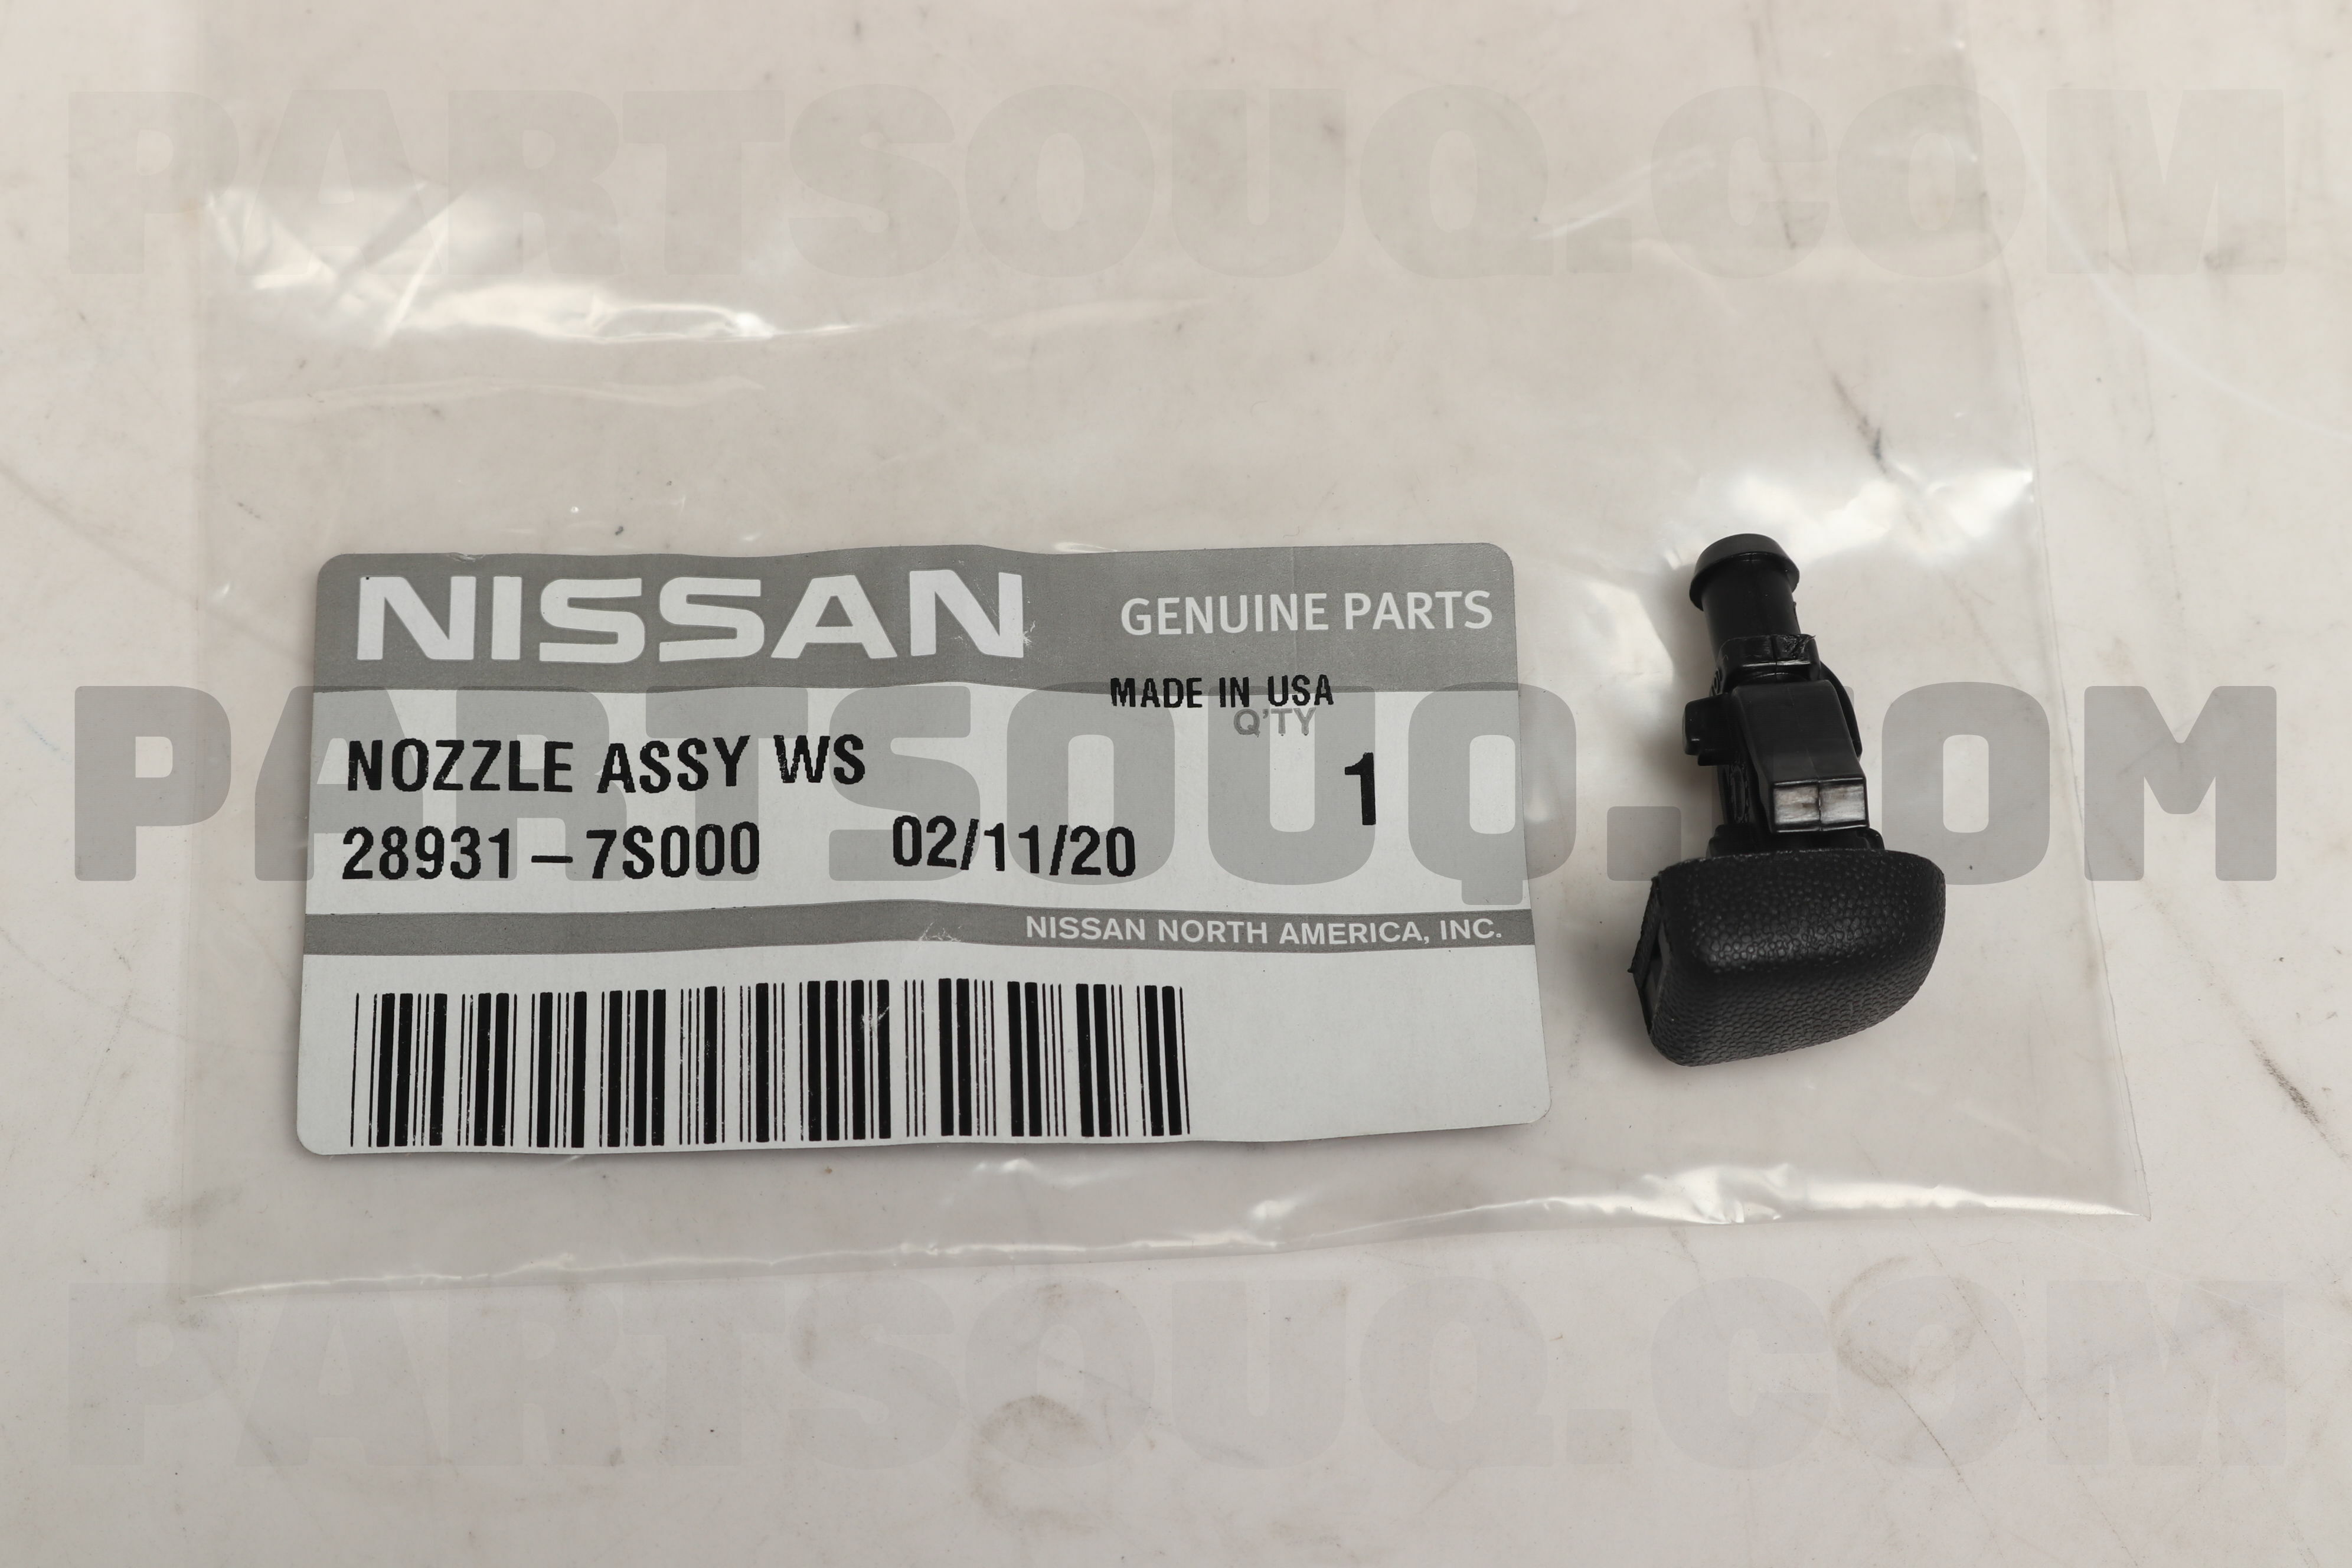 PARTSOUQ.COM
NISSAN GENUINE PARTS
MADE IN USA
Q'TY
NOZZLE ASSY WS 1
28931-7S000 02/11/20
PARTSOUQ.COM
NISSAN NORTH AMERICA, INC.
PARTSOUQ.COM